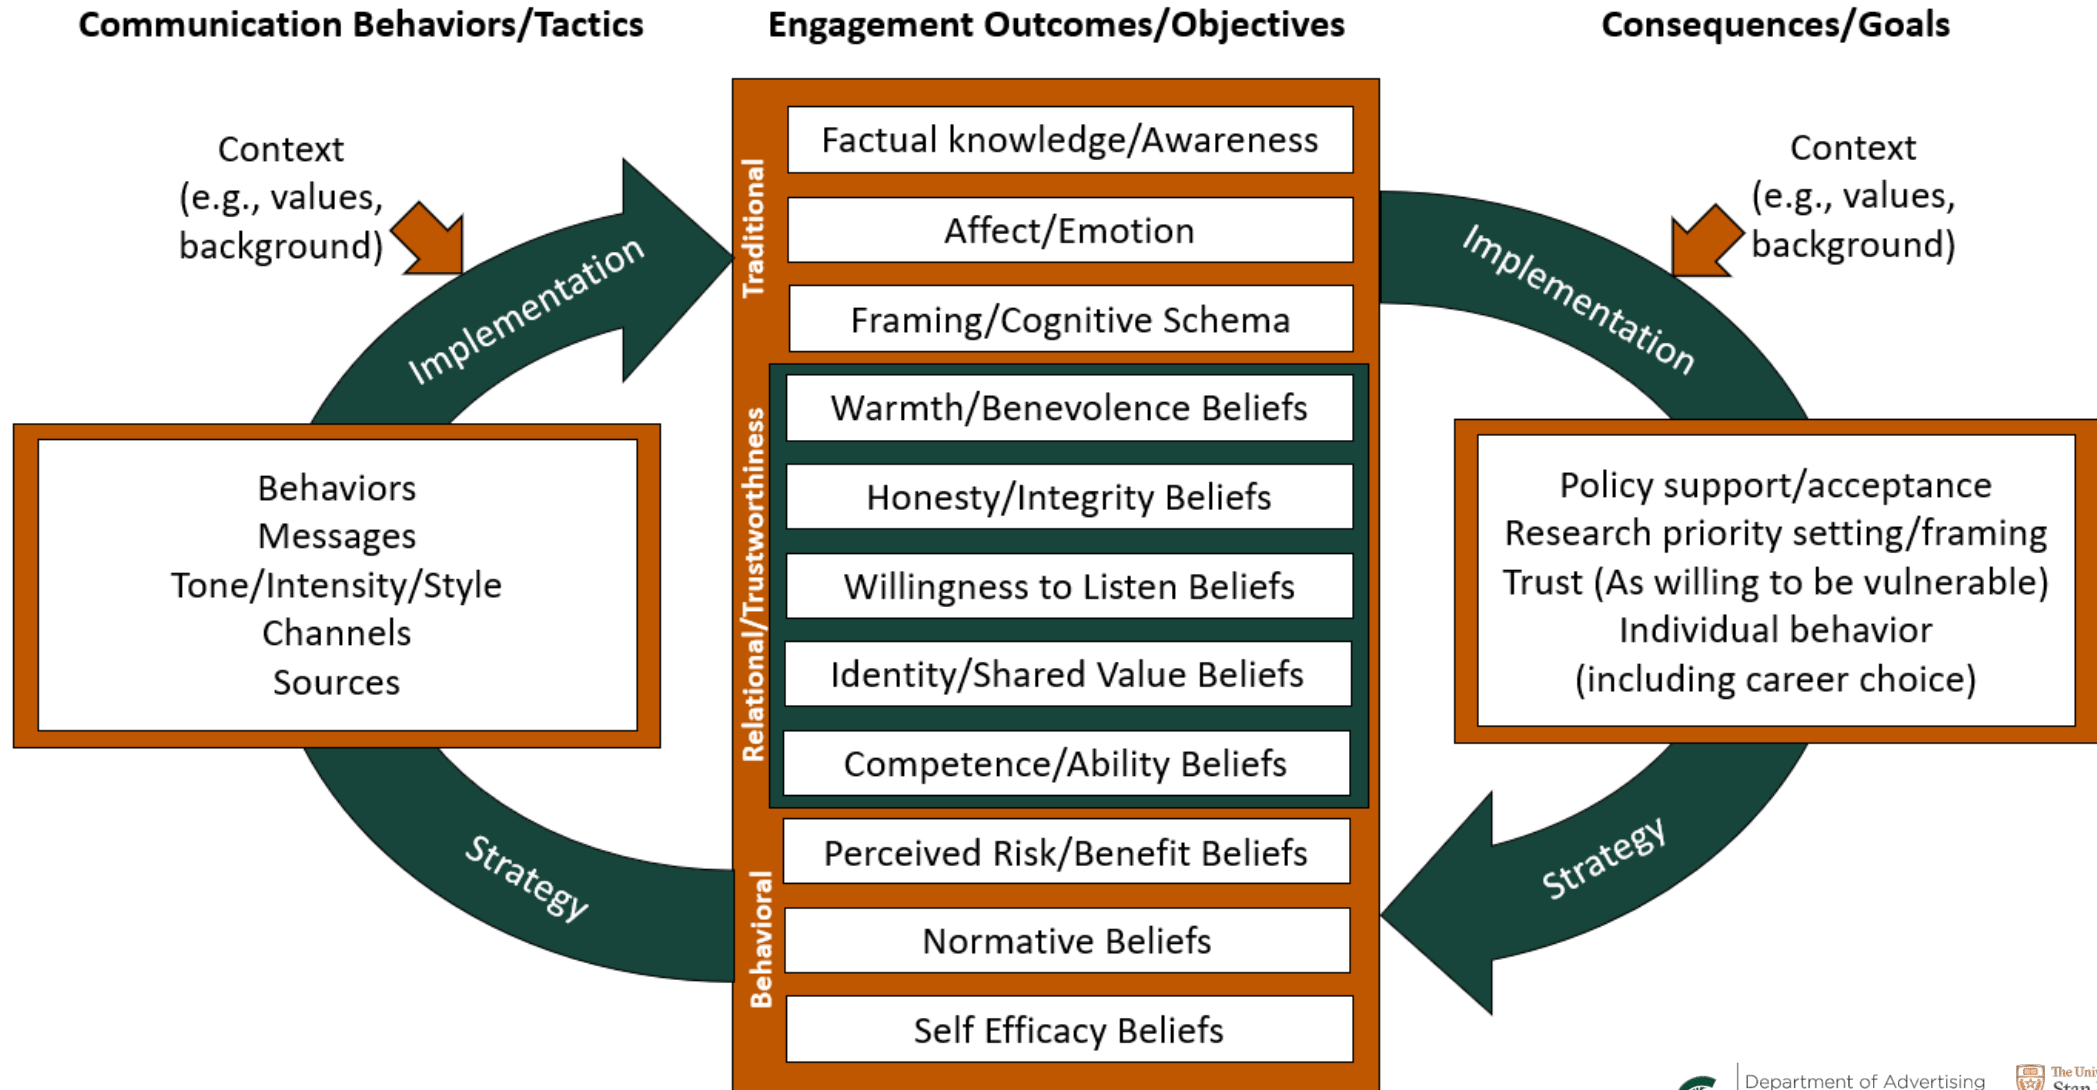 Communication Behaviors/Tactics
Engagement Outcomes/Objectives
Consequences/Goals
Context
(e.g., values,
background)
Implementation
Behaviors
Messages
Tone/Intensity/Style
Channels
Sources
Strategy
Traditional
Factual knowledge/Awareness
Affect/Emotion
Framing/Cognitive Schema
Relational/Trustworthiness
Warmth/Benevolence Beliefs
Honesty/Integrity Beliefs
Willingness to Listen Beliefs
Identity/Shared Value Beliefs
Competence/Ability Beliefs
Behavioral
Perceived Risk/Benefit Beliefs
Normative Beliefs
Self Efficacy Beliefs
Context
(e.g., values,
background)
Implementation
Policy support/acceptance
Research priority setting/framing
Trust (As willing to be vulnerable)
Individual behavior
(including career choice)
Strategy
Department of Advertising
The